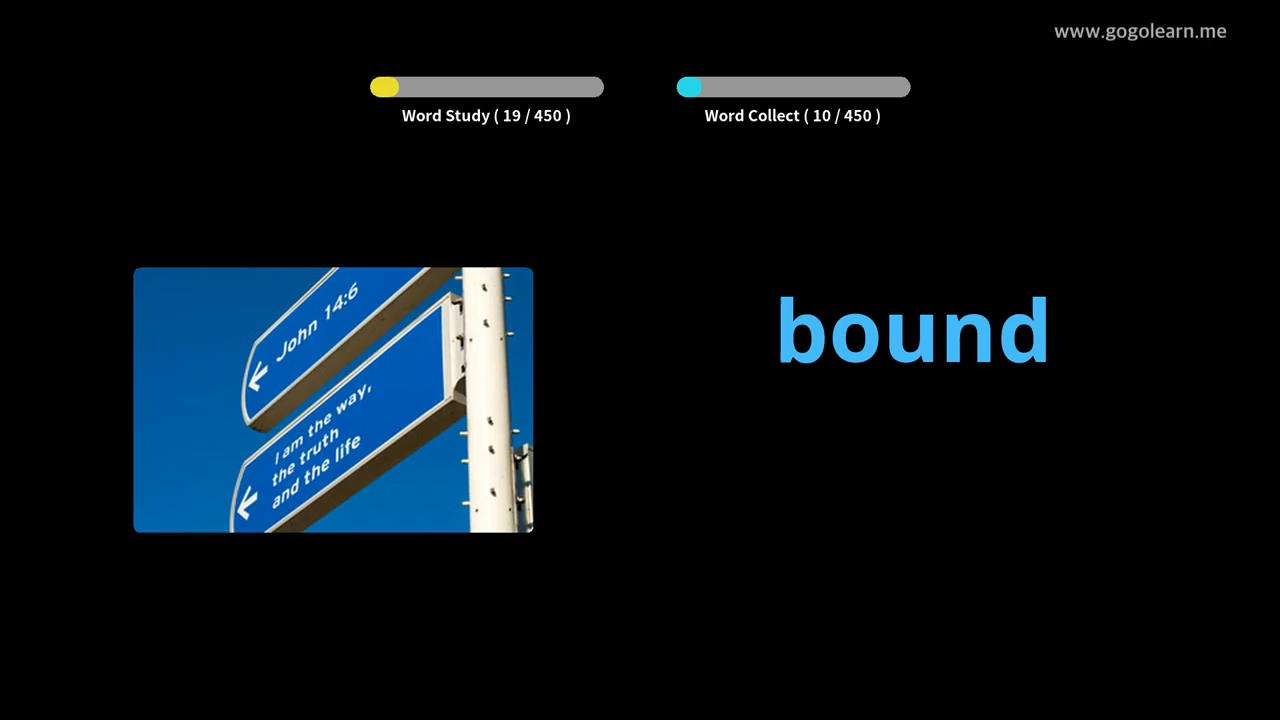 www.gogolearn.me
Word Study ( 19 / 450 )
Word Collect ( 10 / 450 )
John 14:6
I am the way,
the truth
and the life
bound